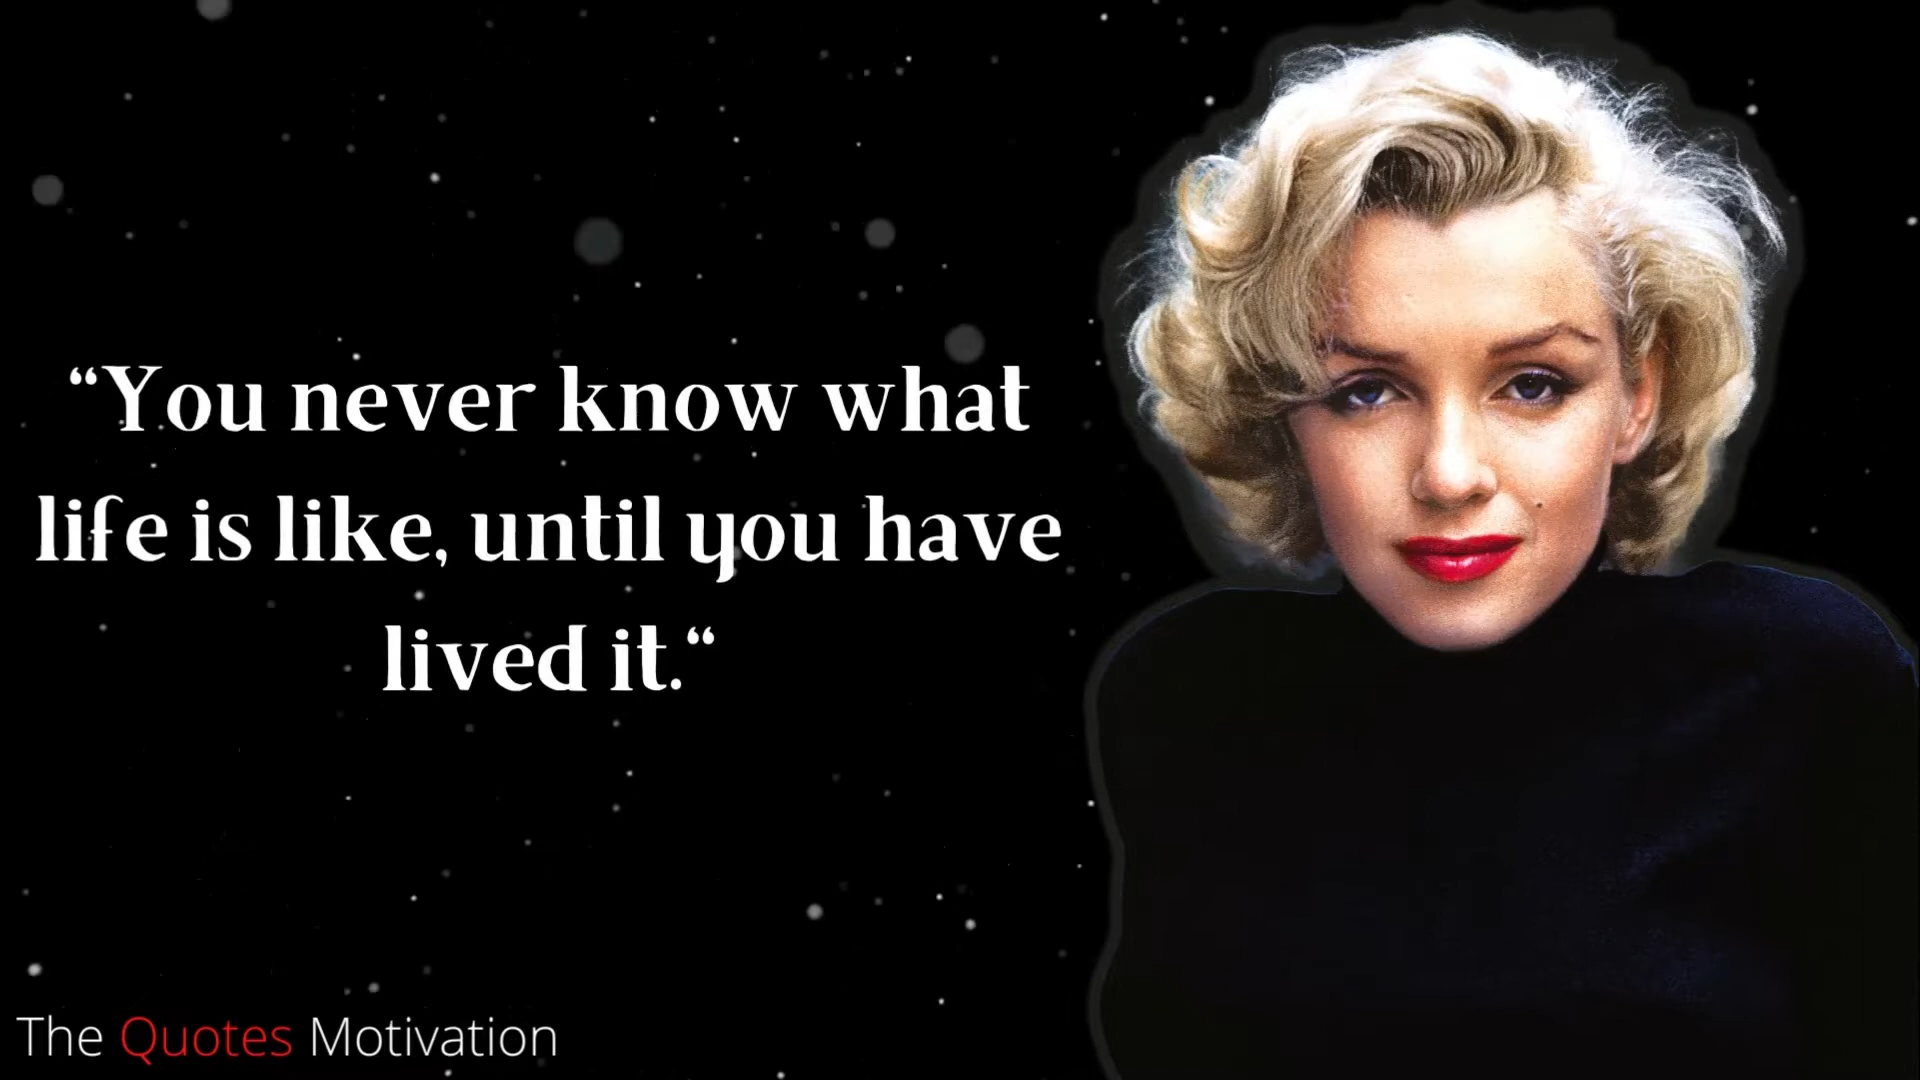 “You never know what
life is like, until you have
lived it.“
The Quotes Motivation